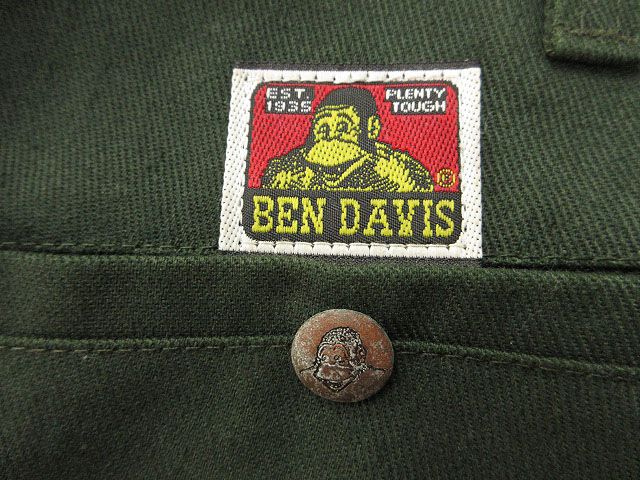 EST. PLENTY
1935 TOUGH
®
BEN DAVIS